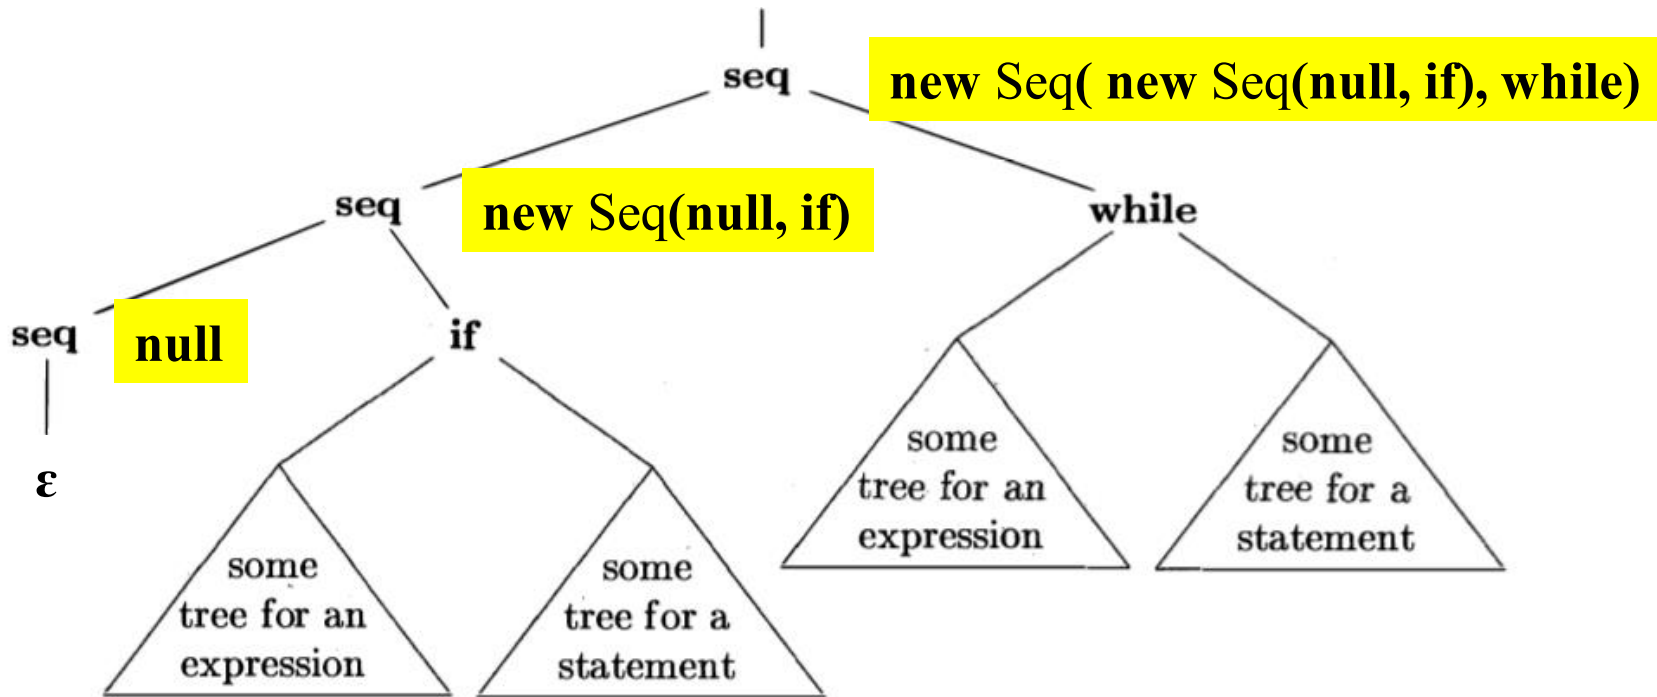 seq
new Seq( new Seq(null, if), while)
seq
new Seq(null, if)
while
seq
null
if
ε
some
tree for an
expression
some
tree for a
statement
some
tree for an
expression
some
tree for a
statement